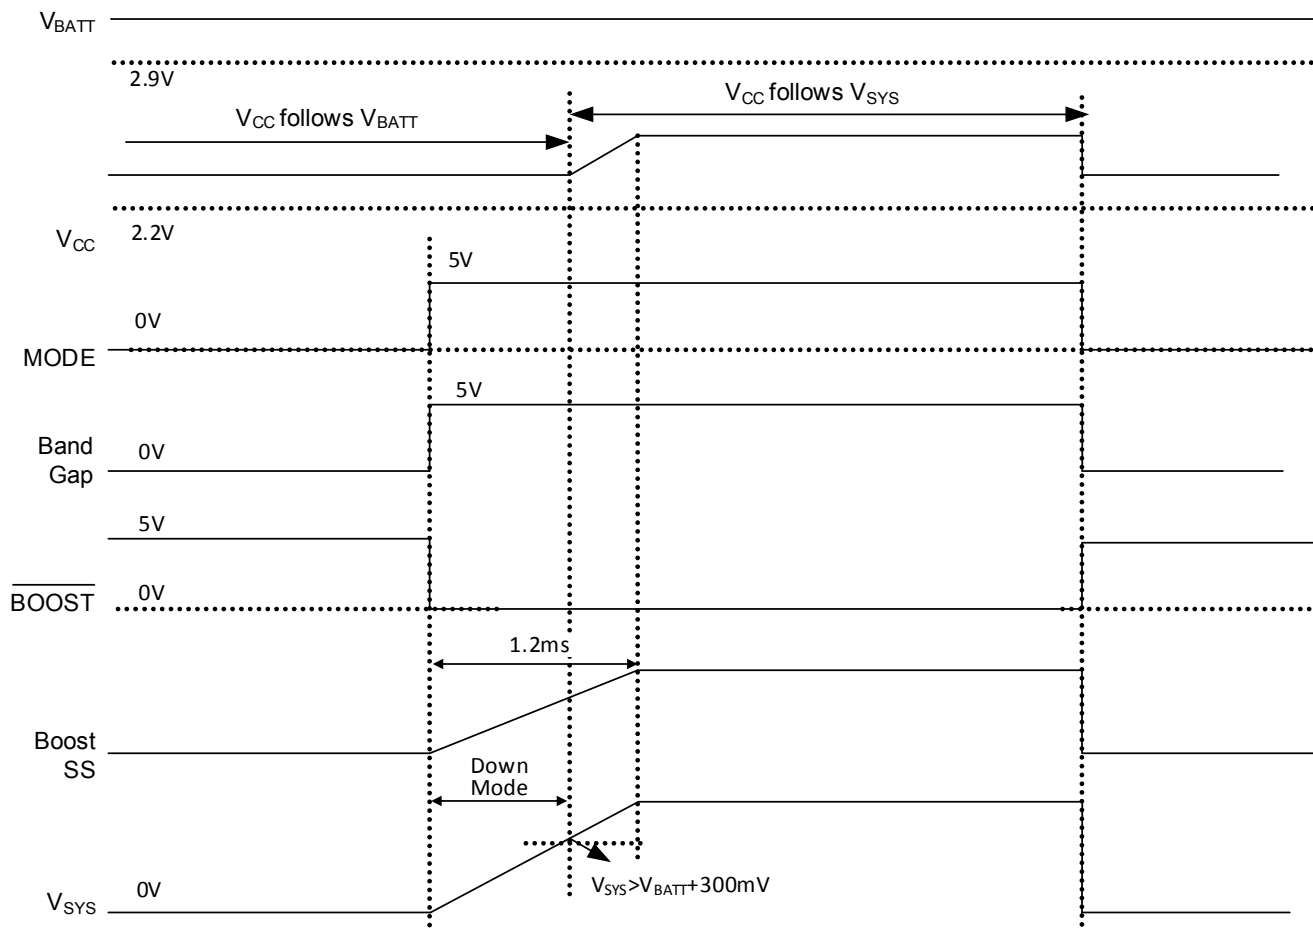 VBATT
2.9V
VCC follows VSYS
VCC follows VBATT
2.2V
VCC
5V
0V
MODE
5V
Band
Gap
0V
5V
BOOST
0V
1.2ms
Boost
SS
Down
Mode
VSYS>VBATT+300mV
0V
VSYS